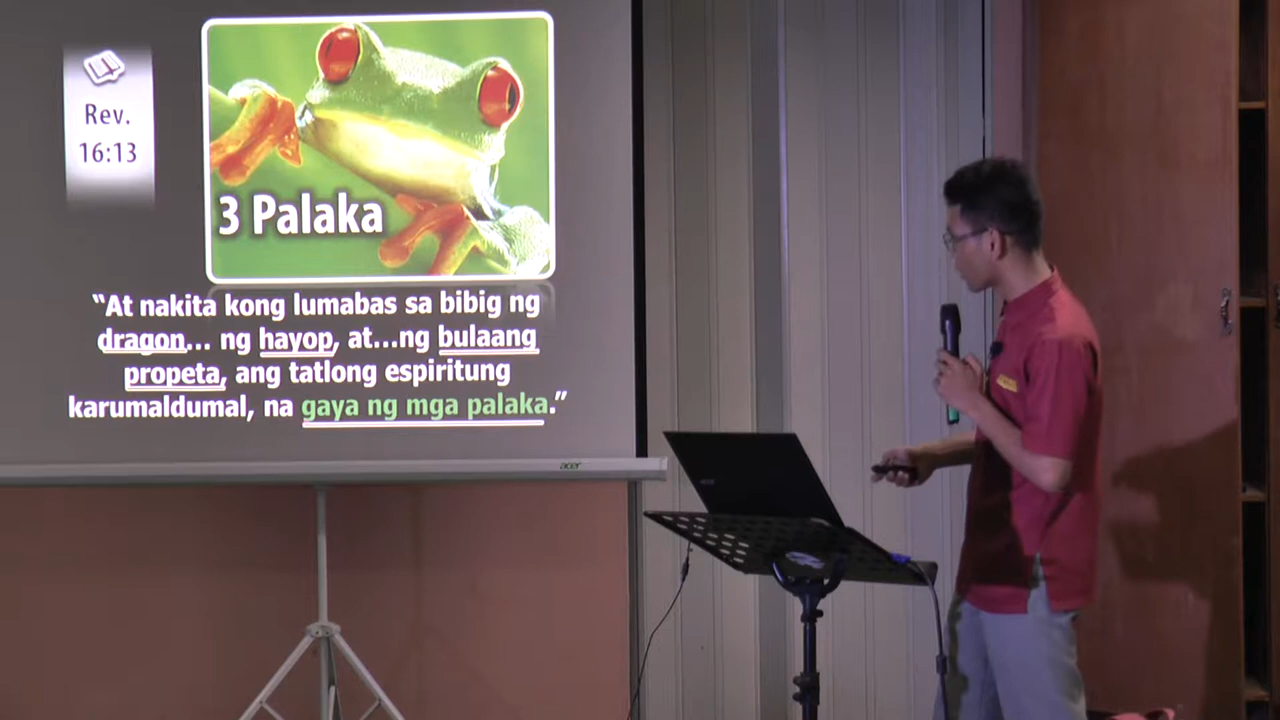 Rev.
16:13
3 Palaka
“At nakita kong lumabas sa bibig ng
dragon... ng hayop, at...ng bulaang
propeta, ang tatlong espiritung
karumaldumal, na gaya ng mga palaka.”
acer